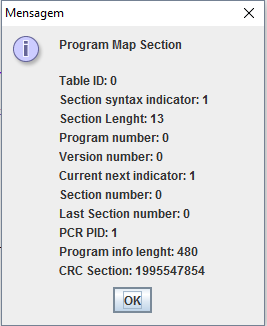 Mensagem
Program Map Section
Table ID: 0
Section syntax indicator: 1
Section Lenght: 13
Program number: 0
Version number: 0
Current next indicator: 1
Section number: 0
Last Section number: 0
PCR PID: 1
Program info lenght: 480
CRC Section: 1995547854
OK